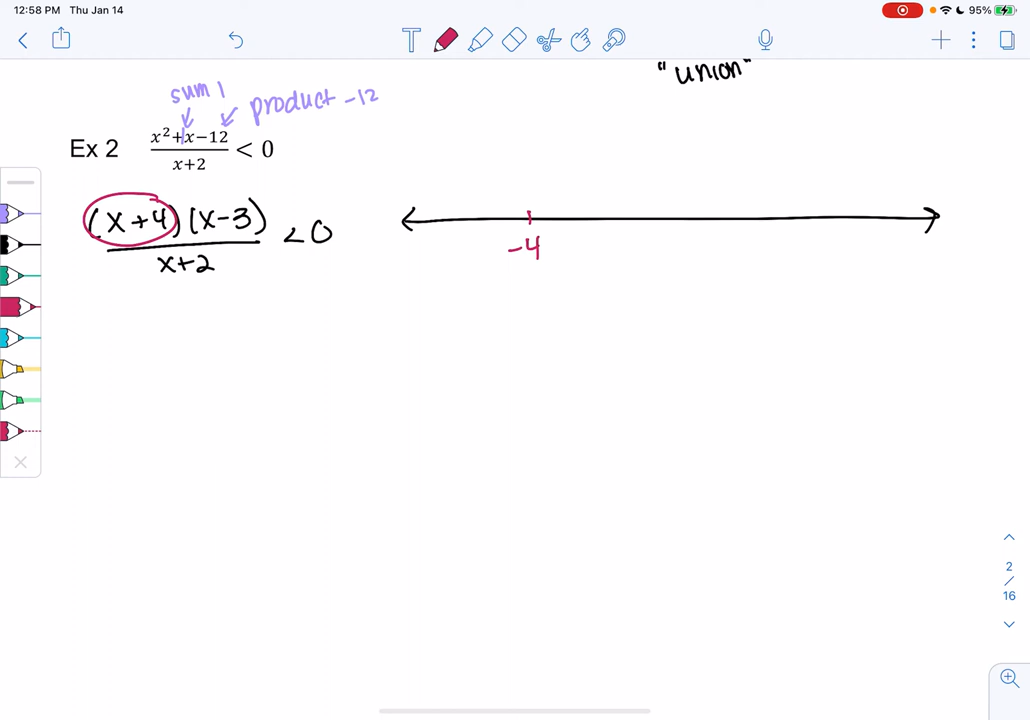 12:58 PM Thu Jan 14
95%
T
"union"
sum 1
product -12
Ex 2 (x²+1x−12)/(x+2) < 0
((x+4)(x-3))/(x+2) < 0
-4
2
/
16